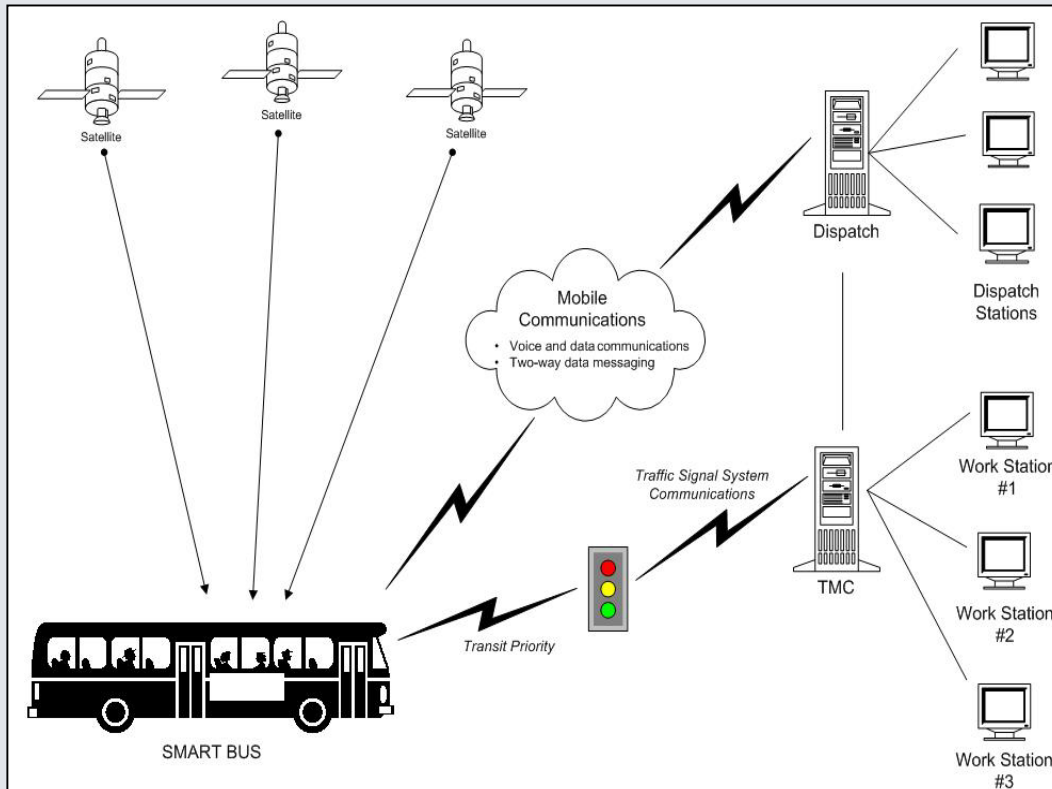 Satellite
Satellite
Satellite
Dispatch
Dispatch
Stations
Mobile
Communications
• Voice and data communications
• Two-way data messaging
Traffic Signal System
Communications
Work Station
#1
TMC
Work Station
#2
Transit Priority
SMART BUS
Work Station
#3